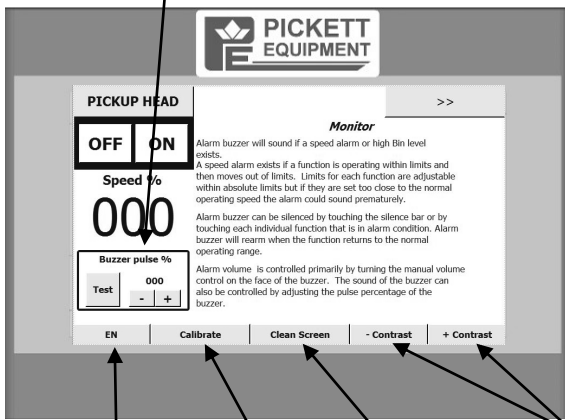 PICKETT
EQUIPMENT
PICKUP HEAD
>>
OFF
ON
Speed %
000
Buzzer pulse %
Test
000
-
+
Monitor
Alarm buzzer will sound if a speed alarm or high Bin level
exists.
A speed alarm exists if a function is operating within limits and
then moves out of limits. Limits for each function are adjustable
within absolute limits but if they are set too close to the normal
operating speed the alarm could sound prematurely.
Alarm buzzer can be silenced by touching the silence bar or by
touching each individual function that is in alarm condition. Alarm
buzzer will rearm when the function returns to the normal
operating range.
Alarm volume is controlled primarily by turning the manual volume
control on the face of the buzzer. The sound of the buzzer can
also be controlled by adjusting the pulse percentage of the
buzzer.
EN
Calibrate
Clean Screen
- Contrast
+ Contrast